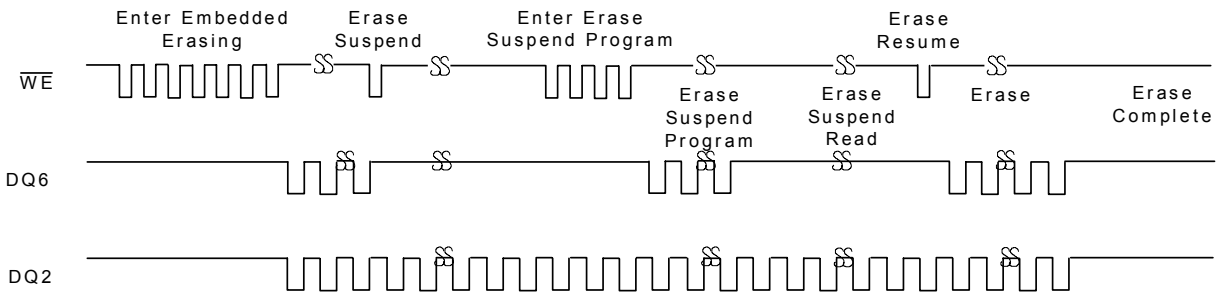 Enter Embedded
Erasing
Erase
Suspend
Enter Erase
Suspend Program
Erase
Resume
WE
Erase
Suspend
Program
Erase
Suspend
Read
Erase
Erase
Complete
DQ6
DQ2